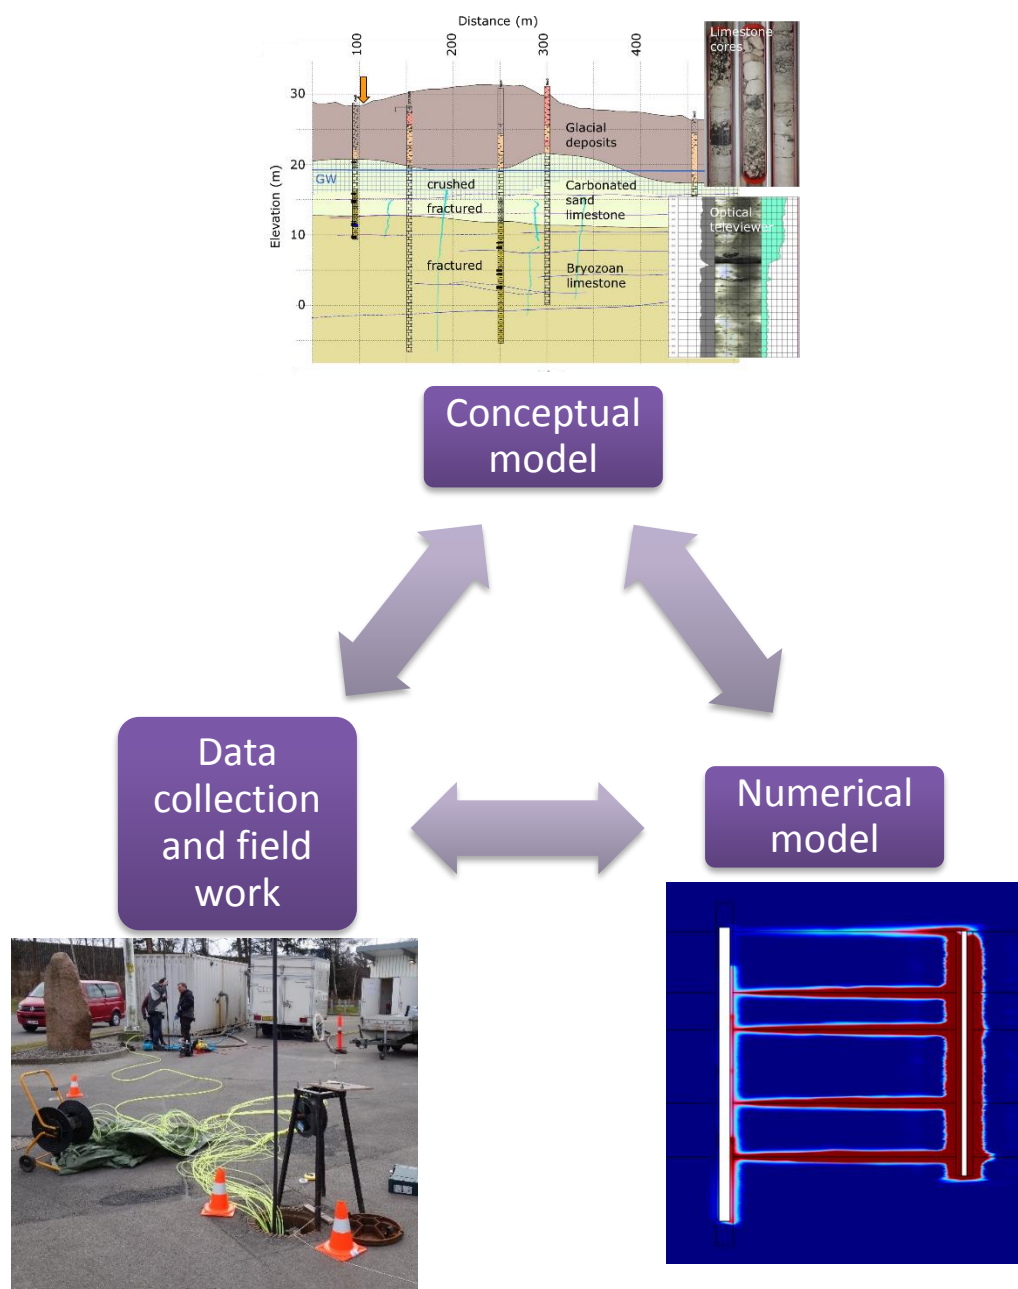 Distance (m)
100
200
300
400
Limestone
cores
Elevation (m)
30
20
10
0
Glacial
deposits
GW
crushed
fractured
Carbonated
sand
limestone
fractured
Bryozoan
limestone
Optical
televiewer
Conceptual
model
Data
collection
and field
work
Numerical
model